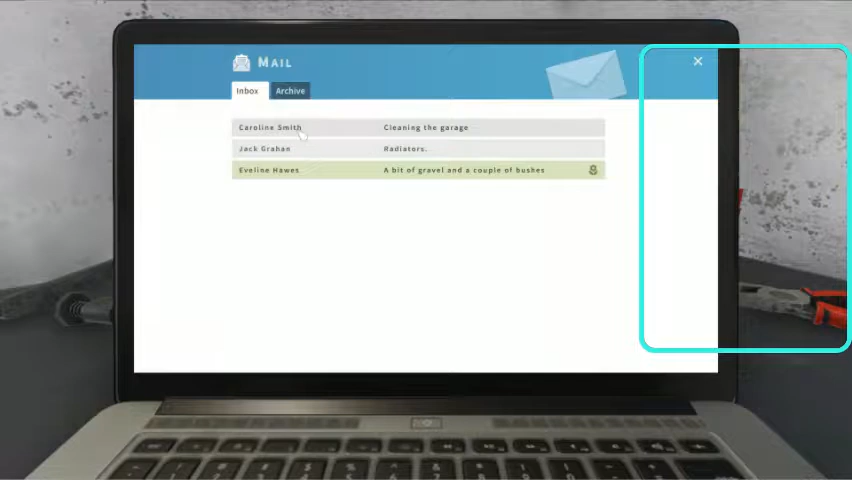 MAIL
Inbox Archive
Caroline Smith Cleaning the garage
Jack Grahan Radiators.
Eveline Hawes A bit of gravel and a couple of bushes